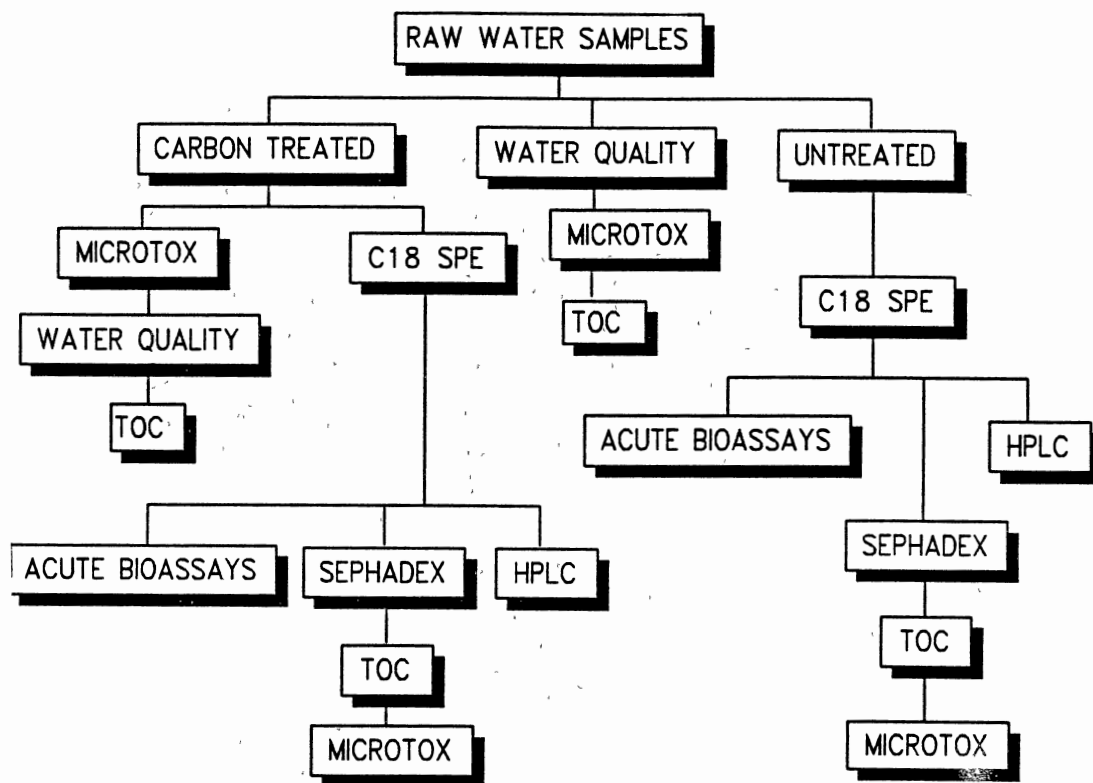 RAW WATER SAMPLES
CARBON TREATED
WATER QUALITY
UNTREATED
MICROTOX
C18 SPE
MICROTOX
C18 SPE
WATER QUALITY
TOC
TOC
ACUTE BIOASSAYS
HPLC
SEPHADEX
ACUTE BIOASSAYS
SEPHADEX
HPLC
TOC
TOC
MICROTOX
MICROTOX